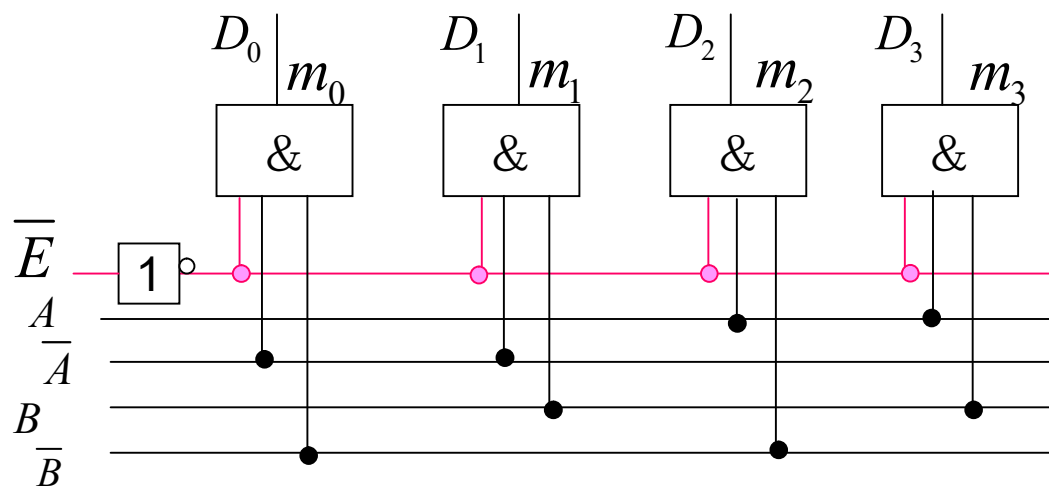 D₀ D₁ D₂ D₃
m₀ m₁ m₂ m₃
& & & &
E̅
1
A
A̅
B
B̅